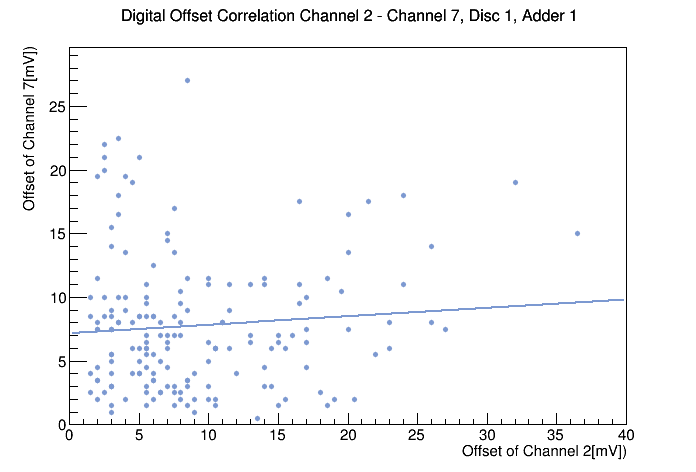 Digital Offset Correlation Channel 2 - Channel 7, Disc 1, Adder 1
Offset of Channel 7[mV])
25
20
15
10
5
0
0 5 10 15 20 25 30 35 40
Offset of Channel 2[mV])